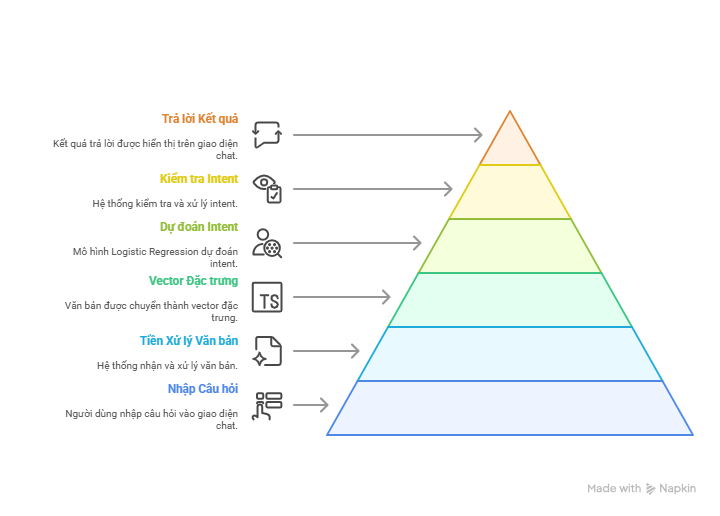 Trả lời Kết quả
Kết quả trả lời được hiển thị trên giao diện
chat.
Kiểm tra Intent
Hệ thống kiểm tra và xử lý intent.
Dự đoán Intent
Mô hình Logistic Regression dự đoán
intent.
Vector Đặc trưng
TS
Văn bản được chuyển thành vector đặc
trưng.
Tiền Xử lý Văn bản
Hệ thống nhận và xử lý văn bản.
Nhập Câu hỏi
Người dùng nhập câu hỏi vào giao diện
chat.
Made with Napkin